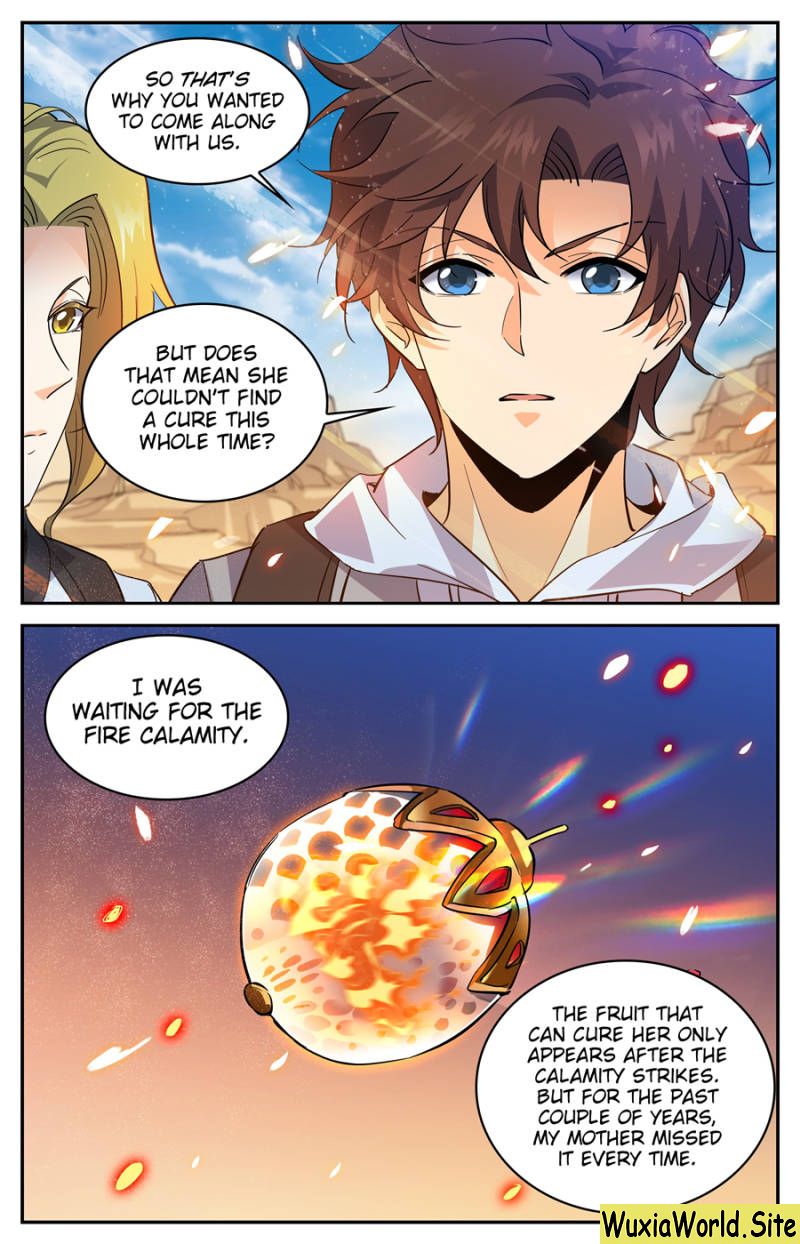 SO THAT'S
WHY YOU WANTED
TO COME ALONG
WITH US.
BUT DOES
THAT MEAN SHE
COULDN'T FIND
A CURE THIS
WHOLE TIME?
I WAS
WAITING FOR THE
FIRE CALAMITY.
THE FRUIT THAT
CAN CURE HER ONLY
APPEARS AFTER THE
CALAMITY STRIKES.
BUT FOR THE PAST
COUPLE OF YEARS,
MY MOTHER MISSED
IT EVERY TIME.
WuxiaWorld.Site